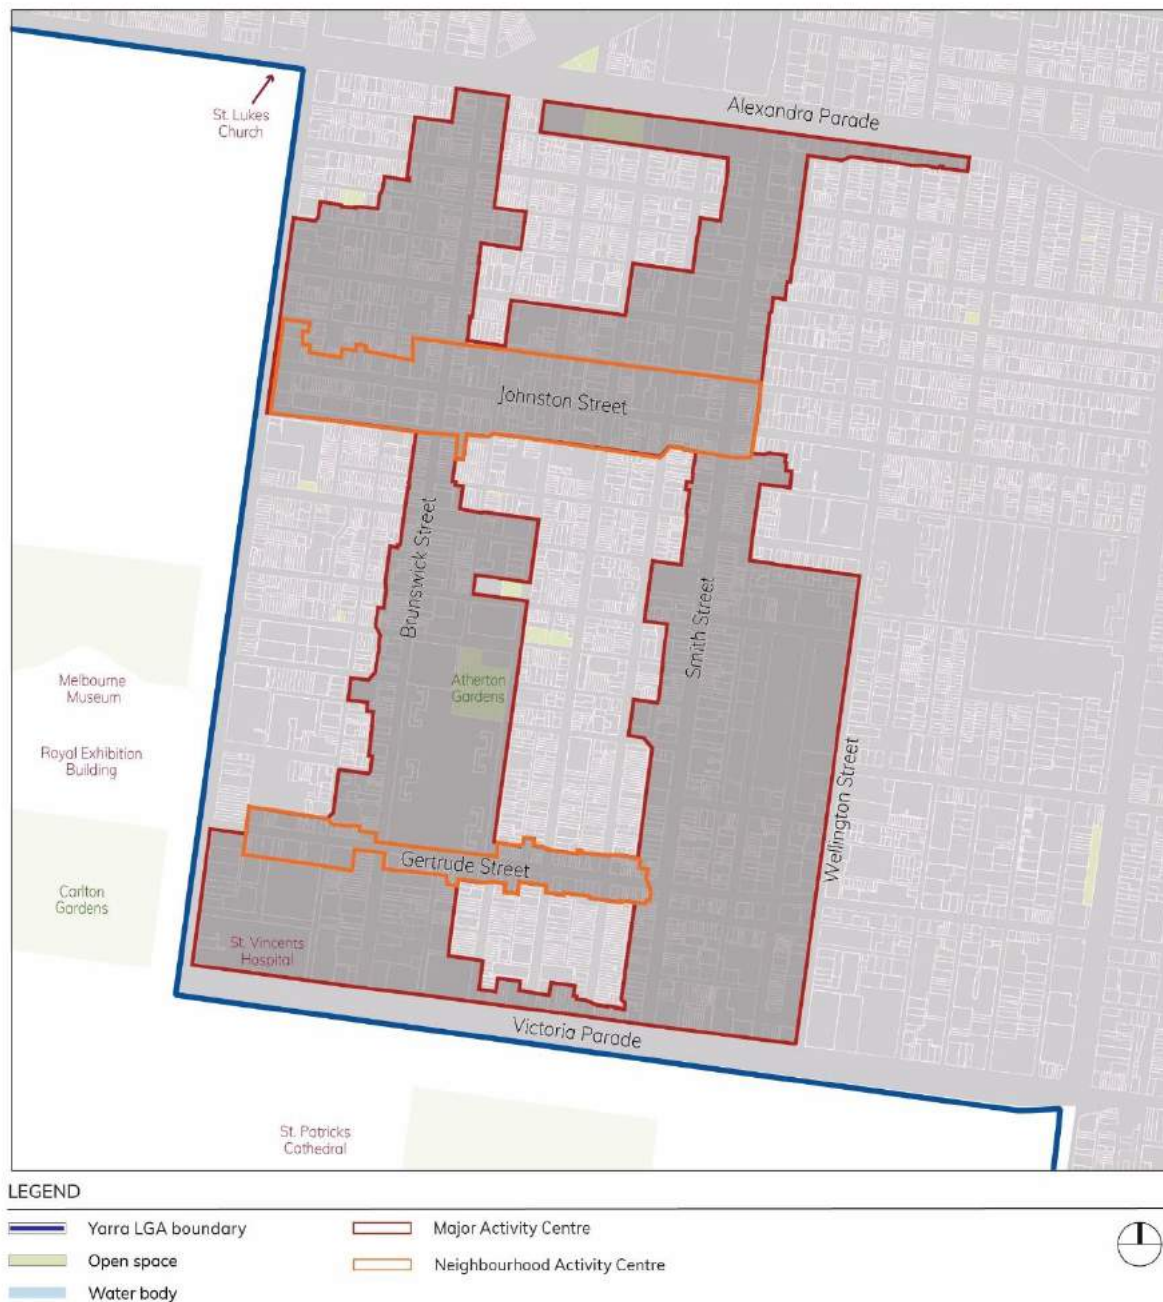 Alexandra Parade
St. Lukes
Church
Johnston Street
Brunswick Street
Smith Street
Atherton
Gardens
Melbourne
Museum
Royal Exhibition
Building
Wellington Street
Gertrude Street
Carlton
Gardens
St. Vincents
Hospital
Victoria Parade
St. Patricks
Cathedral
LEGEND
Yarra LGA boundary
Open space
Water body
Major Activity Centre
Neighbourhood Activity Centre